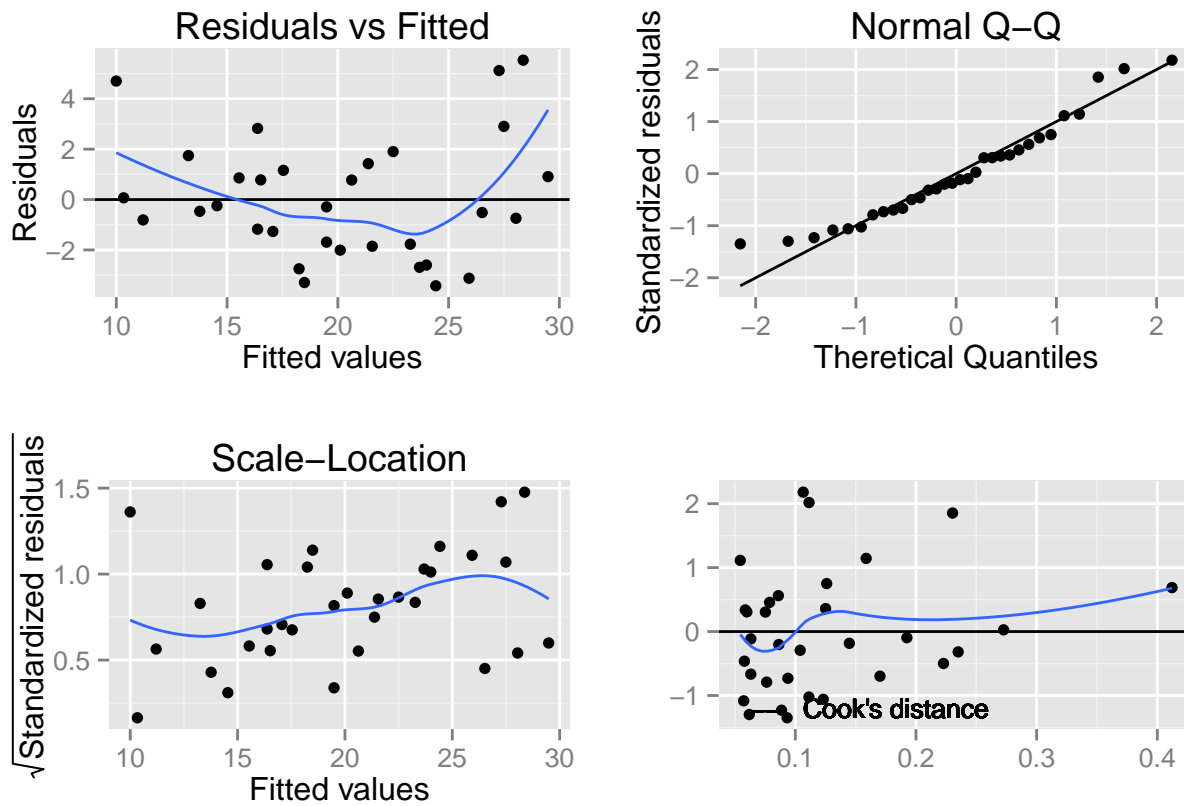 Residuals vs Fitted
Residuals
4
2
0
−2
10 15 20 25 30
Fitted values
Normal Q−Q
Standardized residuals
2
1
0
−1
−2
−2 −1 0 1 2
Theretical Quantiles
Scale−Location
√Standardized residuals
1.5
1.0
0.5
10 15 20 25 30
Fitted values
2
1
0
−1
Cook's distance
0.1 0.2 0.3 0.4